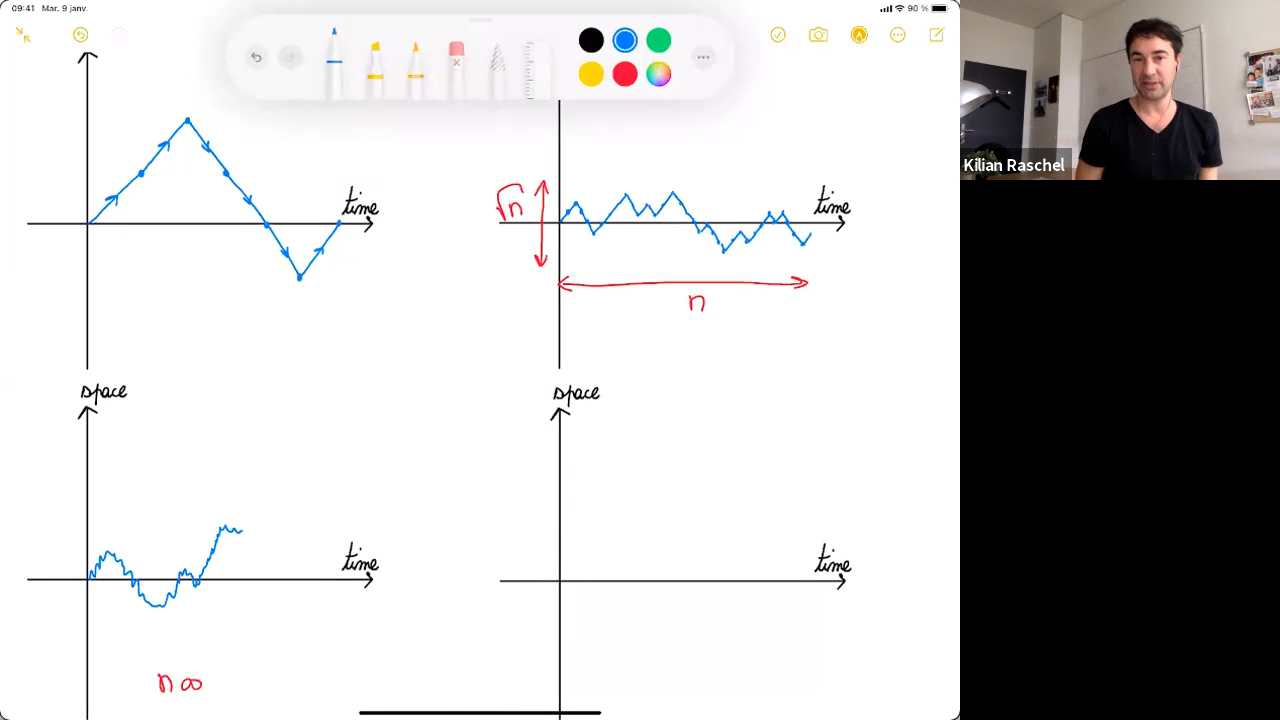 09:41 Mar. 9 janv.
90 %
Kilian Raschel
time
√n
time
n
space
space
time
time
n ∞